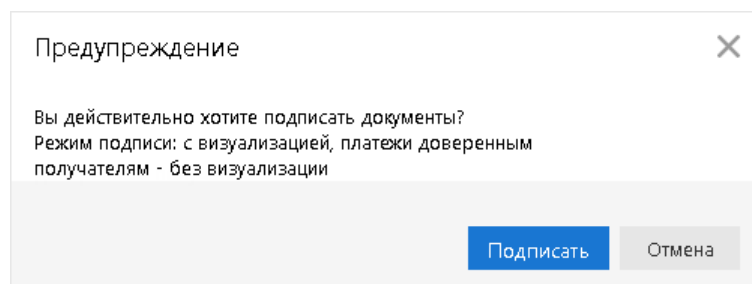 Предупреждение
Вы действительно хотите подписать документы?
Режим подписи: с визуализацией, платежи доверенным
получателям - без визуализации
Подписать
Отмена